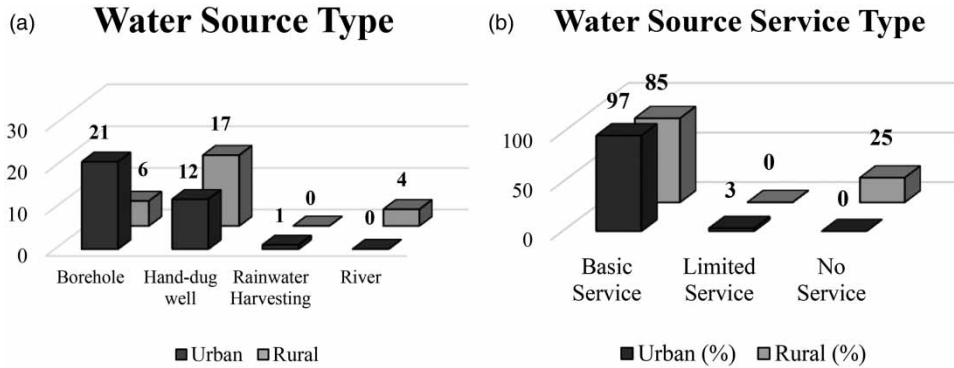 (a)
Water Source Type
30
20
10
0
21
6
12
17
1
0
0
4
Borehole
Hand-dug
well
Rainwater
Harvesting
River
Urban
Rural
(b)
Water Source Service Type
100
50
0
97
85
3
0
0
25
Basic
Service
Limited
Service
No
Service
Urban (%)
Rural (%)